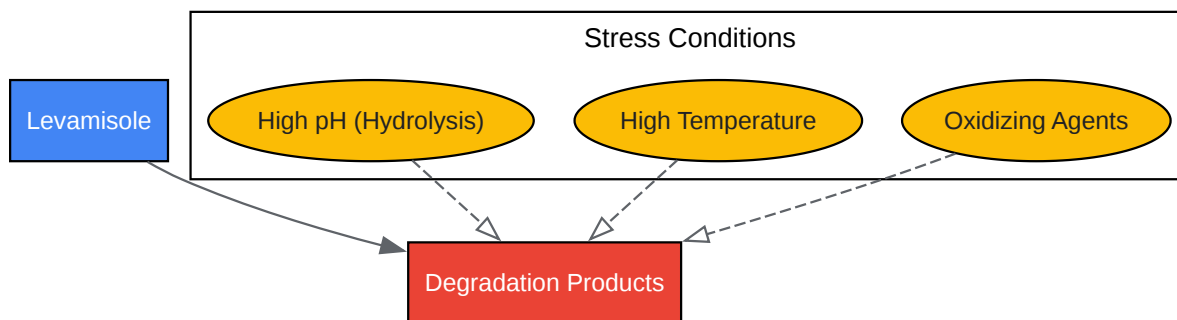 Stress Conditions
Levamisole
High pH (Hydrolysis)
High Temperature
Oxidizing Agents
Degradation Products